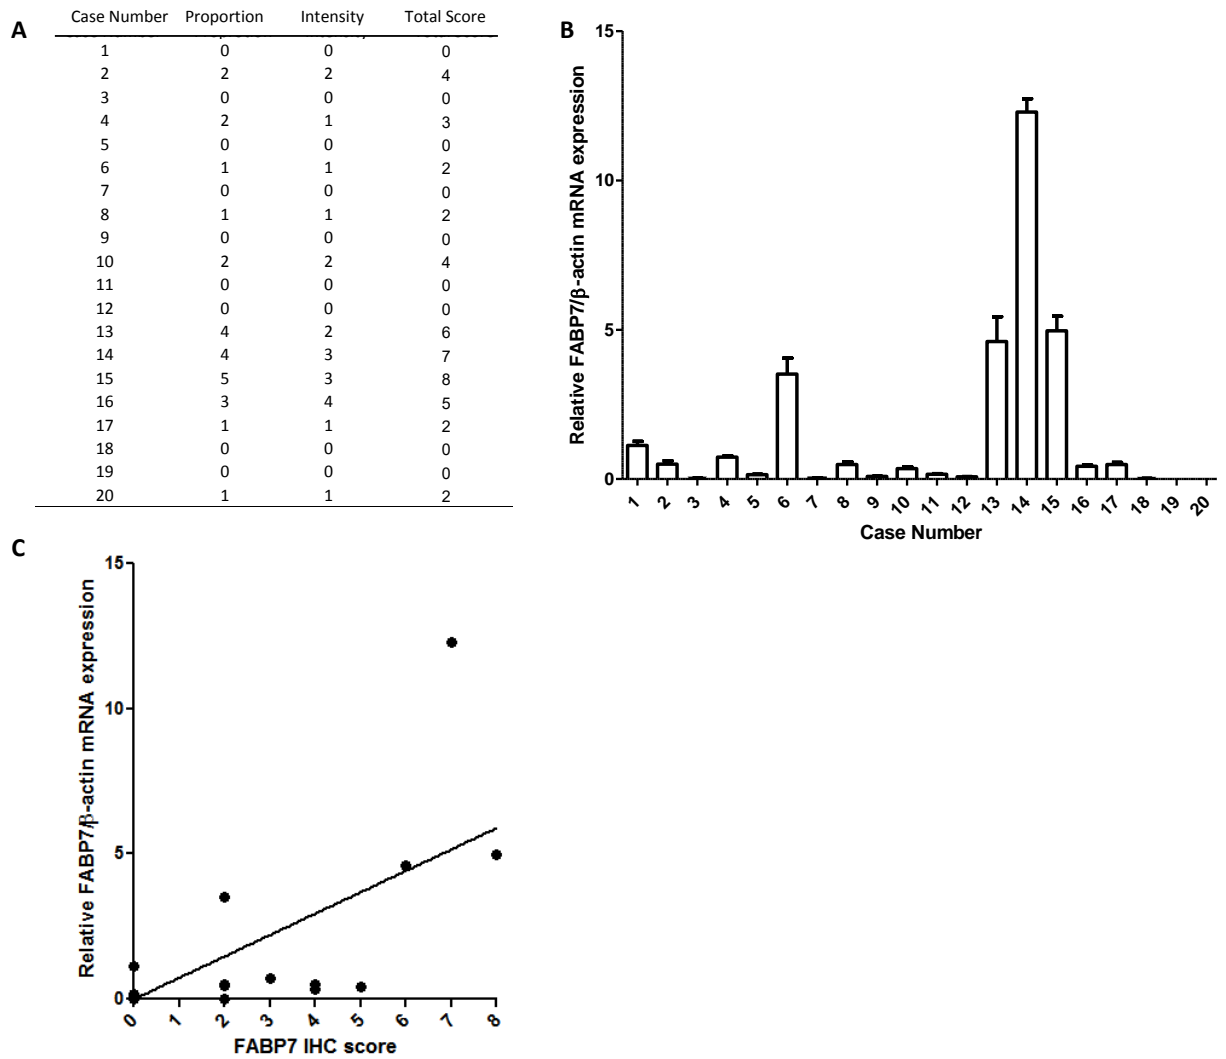 A
Case Number Proportion Intensity Total Score
1 0 0 0
2 2 2 4
3 0 0 0
4 2 1 3
5 0 0 0
6 1 1 2
7 0 0 0
8 1 1 2
9 0 0 0
10 2 2 4
11 0 0 0
12 0 0 0
13 4 2 6
14 4 3 7
15 5 3 8
16 3 4 5
17 1 1 2
18 0 0 0
19 0 0 0
20 1 1 2
B
Relative FABP7/β-actin mRNA expression
15
10
5
0
1 2 3 4 5 6 7 8 9 10 11 12 13 14 15 16 17 18 19 20
Case Number
C
Relative FABP7/β-actin mRNA expression
15
10
5
0
0 1 2 3 4 5 6 7 8
FABP7 IHC score